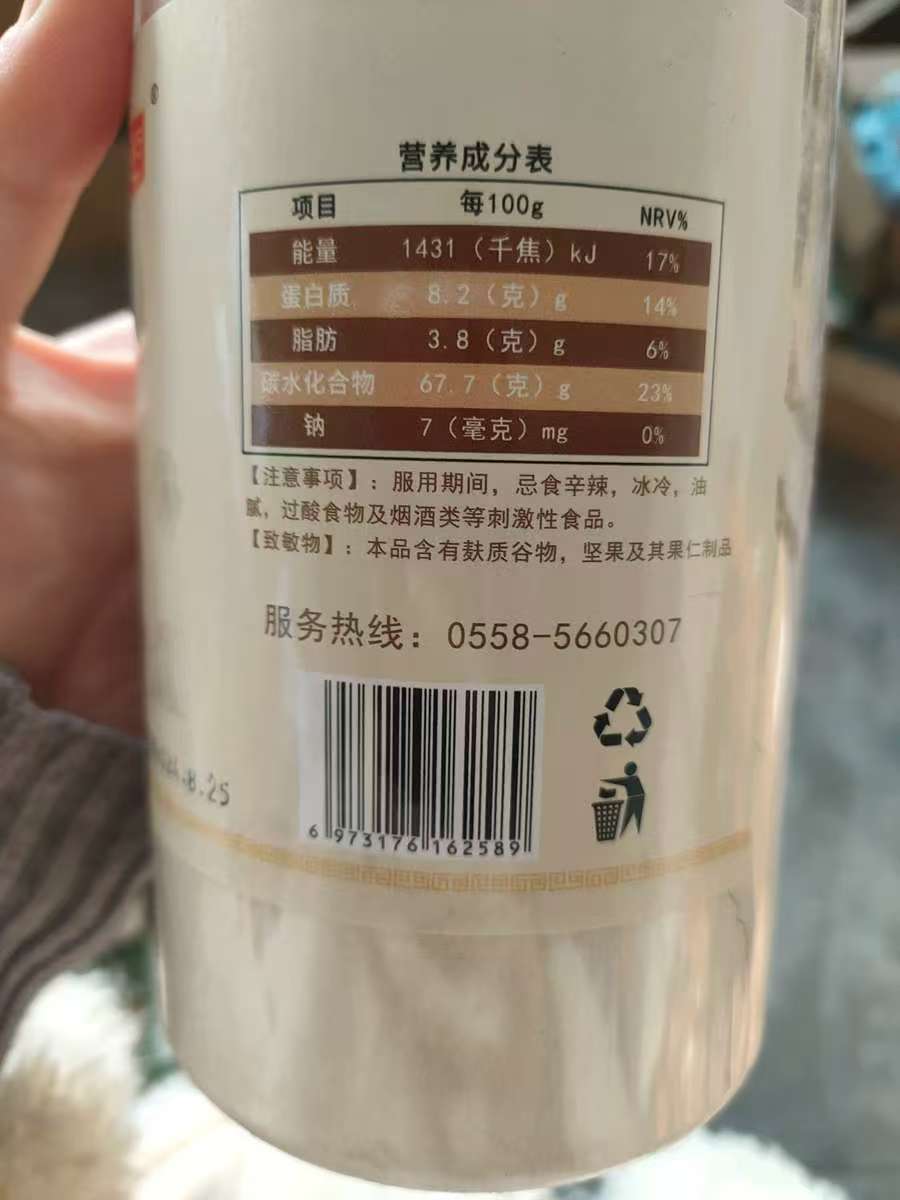 ®
营养成分表
项目 每100g NRV%
能量 1431（千焦）kJ 17%
蛋白质 8.2（克）g 14%
脂肪 3.8（克）g 6%
碳水化合物 67.7（克）g 23%
钠 7（毫克）mg 0%
【注意事项】：服用期间，忌食辛辣，冰冷，油
腻，过酸食物及烟酒类等刺激性食品。
【致敏物】：本品含有麸质谷物，坚果及其果仁制品
服务热线：0558-5660307
.8.25
6 973176 162589